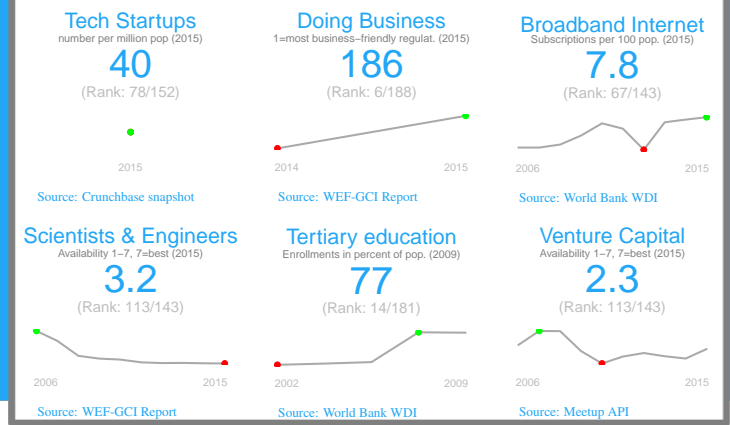 Tech Startups
number per million pop (2015)
40
(Rank: 78/152)
2015
Source: Crunchbase snapshot
Doing Business
1=most business−friendly regulat. (2015)
186
(Rank: 6/188)
2014 2015
Source: WEF-GCI Report
Broadband Internet
Subscriptions per 100 pop. (2015)
7.8
(Rank: 67/143)
2006 2015
Source: World Bank WDI
Scientists & Engineers
Availability 1−7, 7=best (2015)
3.2
(Rank: 113/143)
2006 2015
Source: WEF-GCI Report
Tertiary education
Enrollments in percent of pop. (2009)
77
(Rank: 14/181)
2002 2009
Source: World Bank WDI
Venture Capital
Availability 1−7, 7=best (2015)
2.3
(Rank: 113/143)
2006 2015
Source: Meetup API